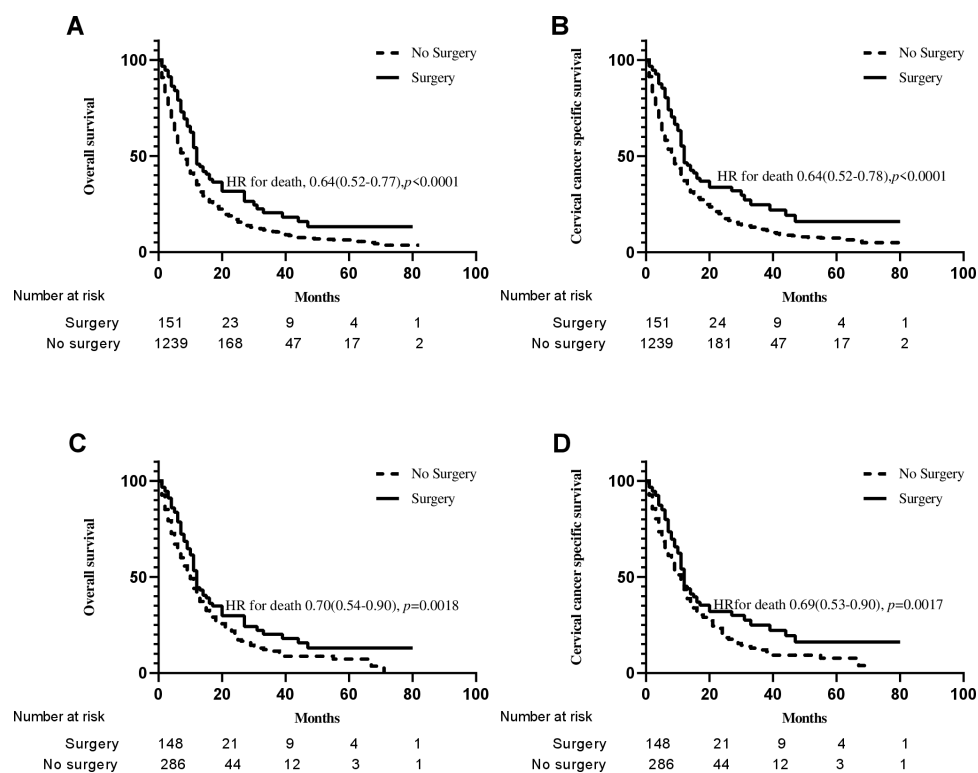 A
No Surgery
Surgery
100
50
0
Overall survival
HR for death, 0.64(0.52-0.77),p<0.0001
0 20 40 60 80 100
Number at risk Months
Surgery 151 23 9 4 1
No surgery 1239 168 47 17 2
B
No Surgery
Surgery
100
50
0
Cervical cancer specific survival
HR for death 0.64(0.52-0.78),p<0.0001
0 20 40 60 80 100
Number at risk Months
Surgery 151 24 9 4 1
No surgery 1239 181 47 17 2
C
No Surgery
Surgery
100
50
0
Overall survival
HR for death 0.70(0.54-0.90), p=0.0018
0 20 40 60 80 100
Number at risk Months
Surgery 148 21 9 4 1
No surgery 286 44 12 3 1
D
No Surgery
Surgery
100
50
0
Cervical cancer specific survival
HRfor death 0.69(0.53-0.90), p=0.0017
0 20 40 60 80 100
Number at risk Months
Surgery 148 21 9 4 1
No surgery 286 44 12 3 1